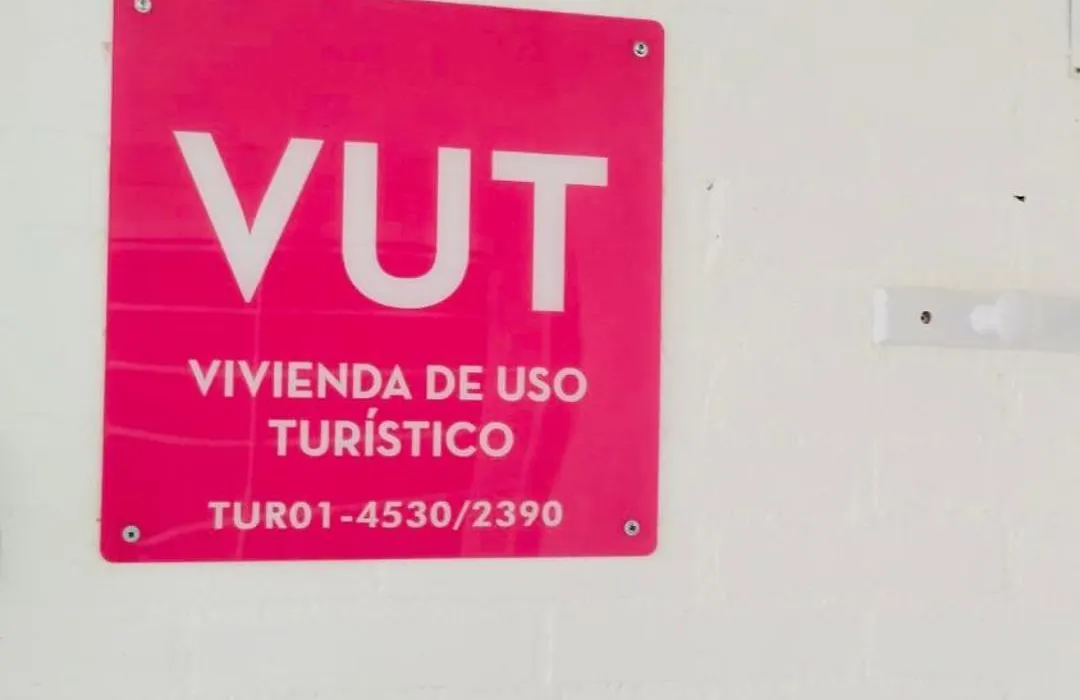 VUT
VIVIENDA DE USO
TURÍSTICO
TUR01-4530/2390